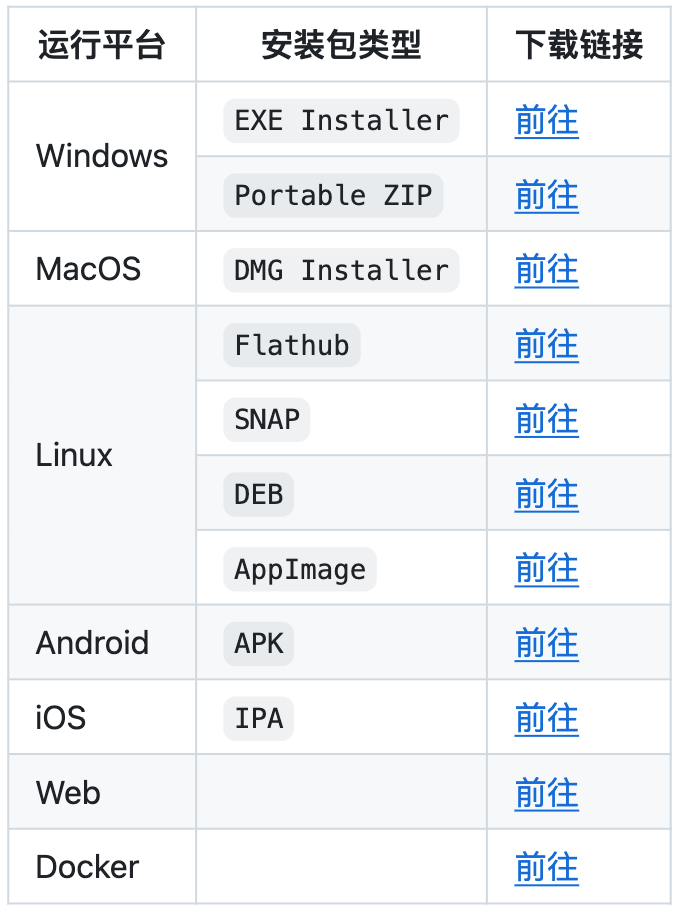 运行平台 安装包类型 下载链接
Windows EXE Installer 前往
Portable ZIP 前往
MacOS DMG Installer 前往
Linux Flathub 前往
SNAP 前往
DEB 前往
AppImage 前往
Android APK 前往
iOS IPA 前往
Web 前往
Docker 前往